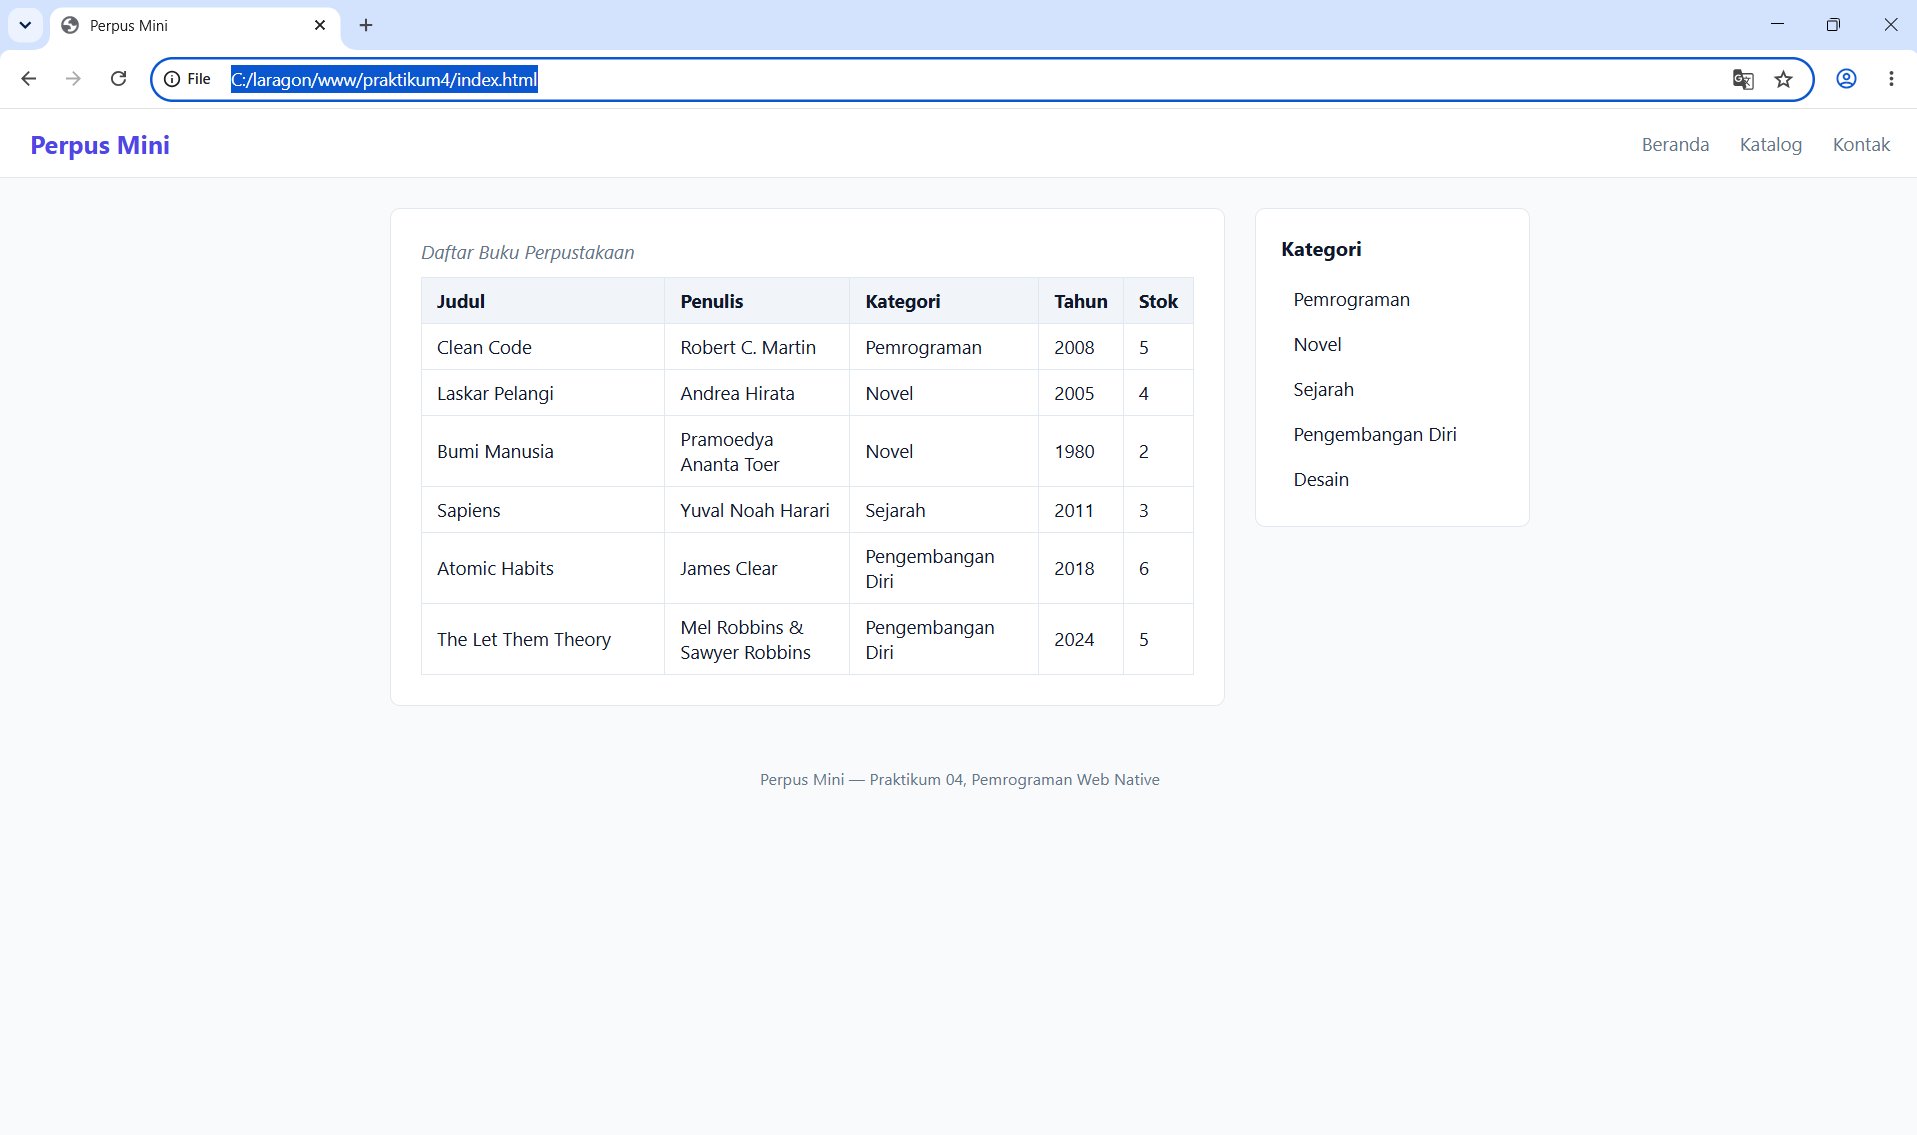 Perpus Mini
File C:/laragon/www/praktikum4/index.html
Perpus Mini
Beranda Katalog Kontak
Daftar Buku Perpustakaan
Judul Penulis Kategori Tahun Stok
Clean Code Robert C. Martin Pemrograman 2008 5
Laskar Pelangi Andrea Hirata Novel 2005 4
Bumi Manusia Pramoedya Ananta Toer Novel 1980 2
Sapiens Yuval Noah Harari Sejarah 2011 3
Atomic Habits James Clear Pengembangan Diri 2018 6
The Let Them Theory Mel Robbins & Sawyer Robbins Pengembangan Diri 2024 5
Kategori
Pemrograman
Novel
Sejarah
Pengembangan Diri
Desain
Perpus Mini — Praktikum 04, Pemrograman Web Native